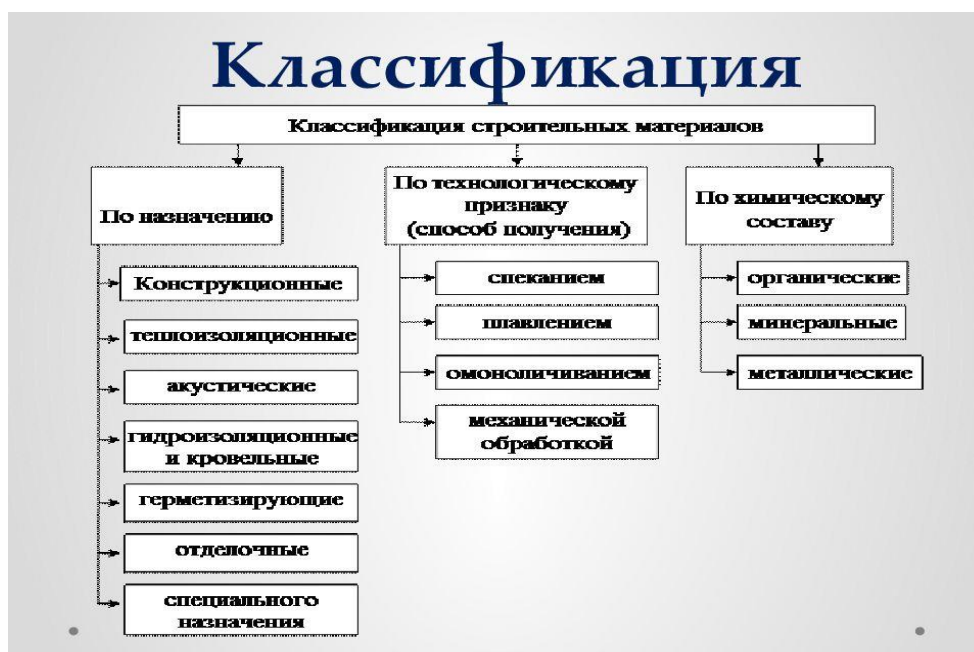 Классификация
Классификация строительных материалов
По назначению
Конструкционные
теплоизоляционные
акустические
гидроизоляционные
и кровельные
герметизирующие
отделочные
специального
назначения
По технологическому
признаку
(способ получения)
спеканием
плавлением
омоноличиванием
механической
обработкой
По химическому
составу
органические
минеральные
металлические